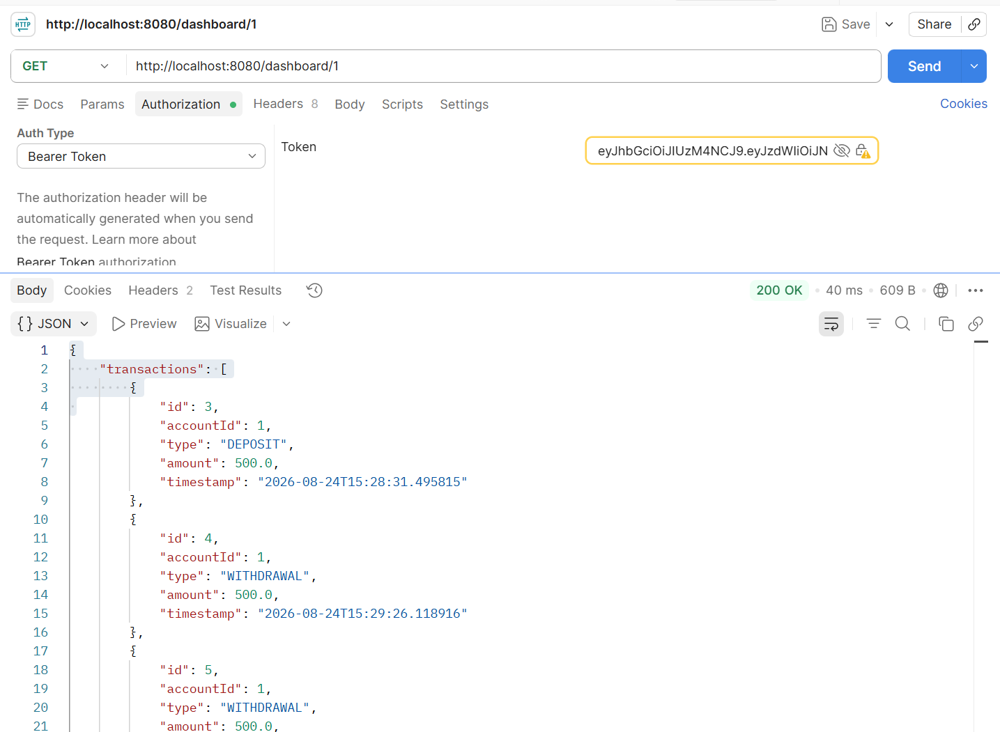 HTTP http://localhost:8080/dashboard/1 Save Share
GET http://localhost:8080/dashboard/1 Send
Docs Params Authorization Headers 8 Body Scripts Settings Cookies
Auth Type
Bearer Token
The authorization header will be
automatically generated when you send
the request. Learn more about
Bearer Token authorization
Token eyJhbGciOiJIUzM4NCJ9.eyJzdWIiOiJN
Body Cookies Headers 2 Test Results 200 OK 40 ms 609 B
{} JSON Preview Visualize
1 {
2 "transactions": [
3 {
4 "id": 3,
5 "accountId": 1,
6 "type": "DEPOSIT",
7 "amount": 500.0,
8 "timestamp": "2026-08-24T15:28:31.495815"
9 },
10 {
11 "id": 4,
12 "accountId": 1,
13 "type": "WITHDRAWAL",
14 "amount": 500.0,
15 "timestamp": "2026-08-24T15:29:26.118916"
16 },
17 {
18 "id": 5,
19 "accountId": 1,
20 "type": "WITHDRAWAL",
21 "amount": 500.0,